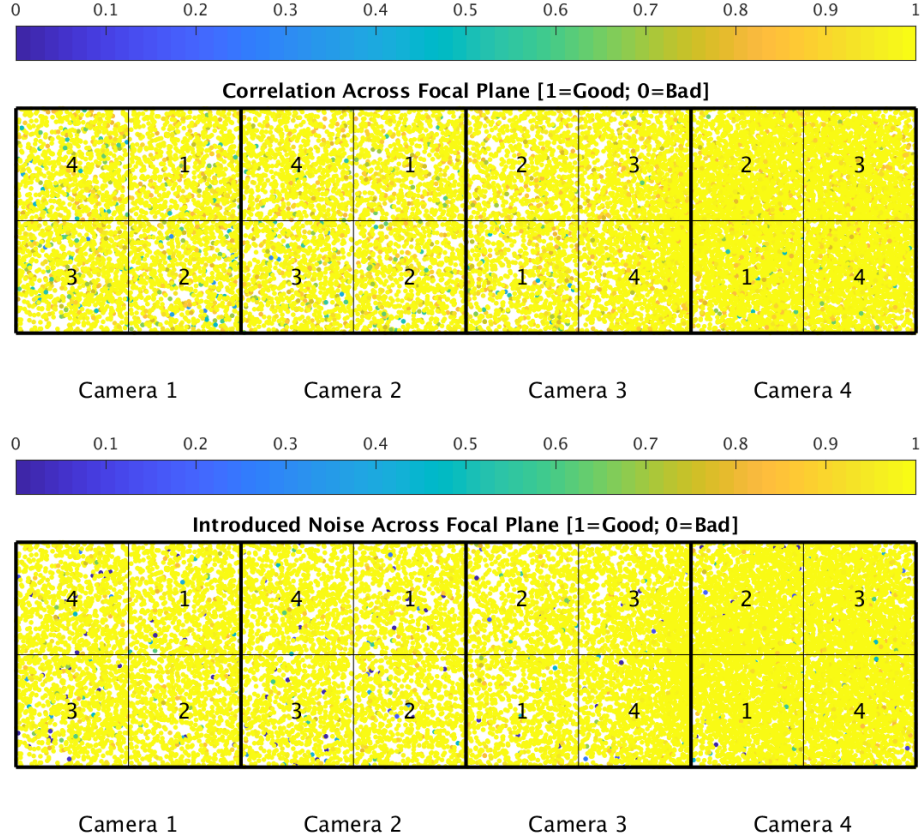 0 0.1 0.2 0.3 0.4 0.5 0.6 0.7 0.8 0.9 1
Correlation Across Focal Plane [1=Good; 0=Bad]
4 1 4 1 2 3 2 3
3 2 3 2 1 4 1 4
Camera 1 Camera 2 Camera 3 Camera 4
0 0.1 0.2 0.3 0.4 0.5 0.6 0.7 0.8 0.9 1
Introduced Noise Across Focal Plane [1=Good; 0=Bad]
4 1 4 1 2 3 2 3
3 2 3 2 1 4 1 4
Camera 1 Camera 2 Camera 3 Camera 4